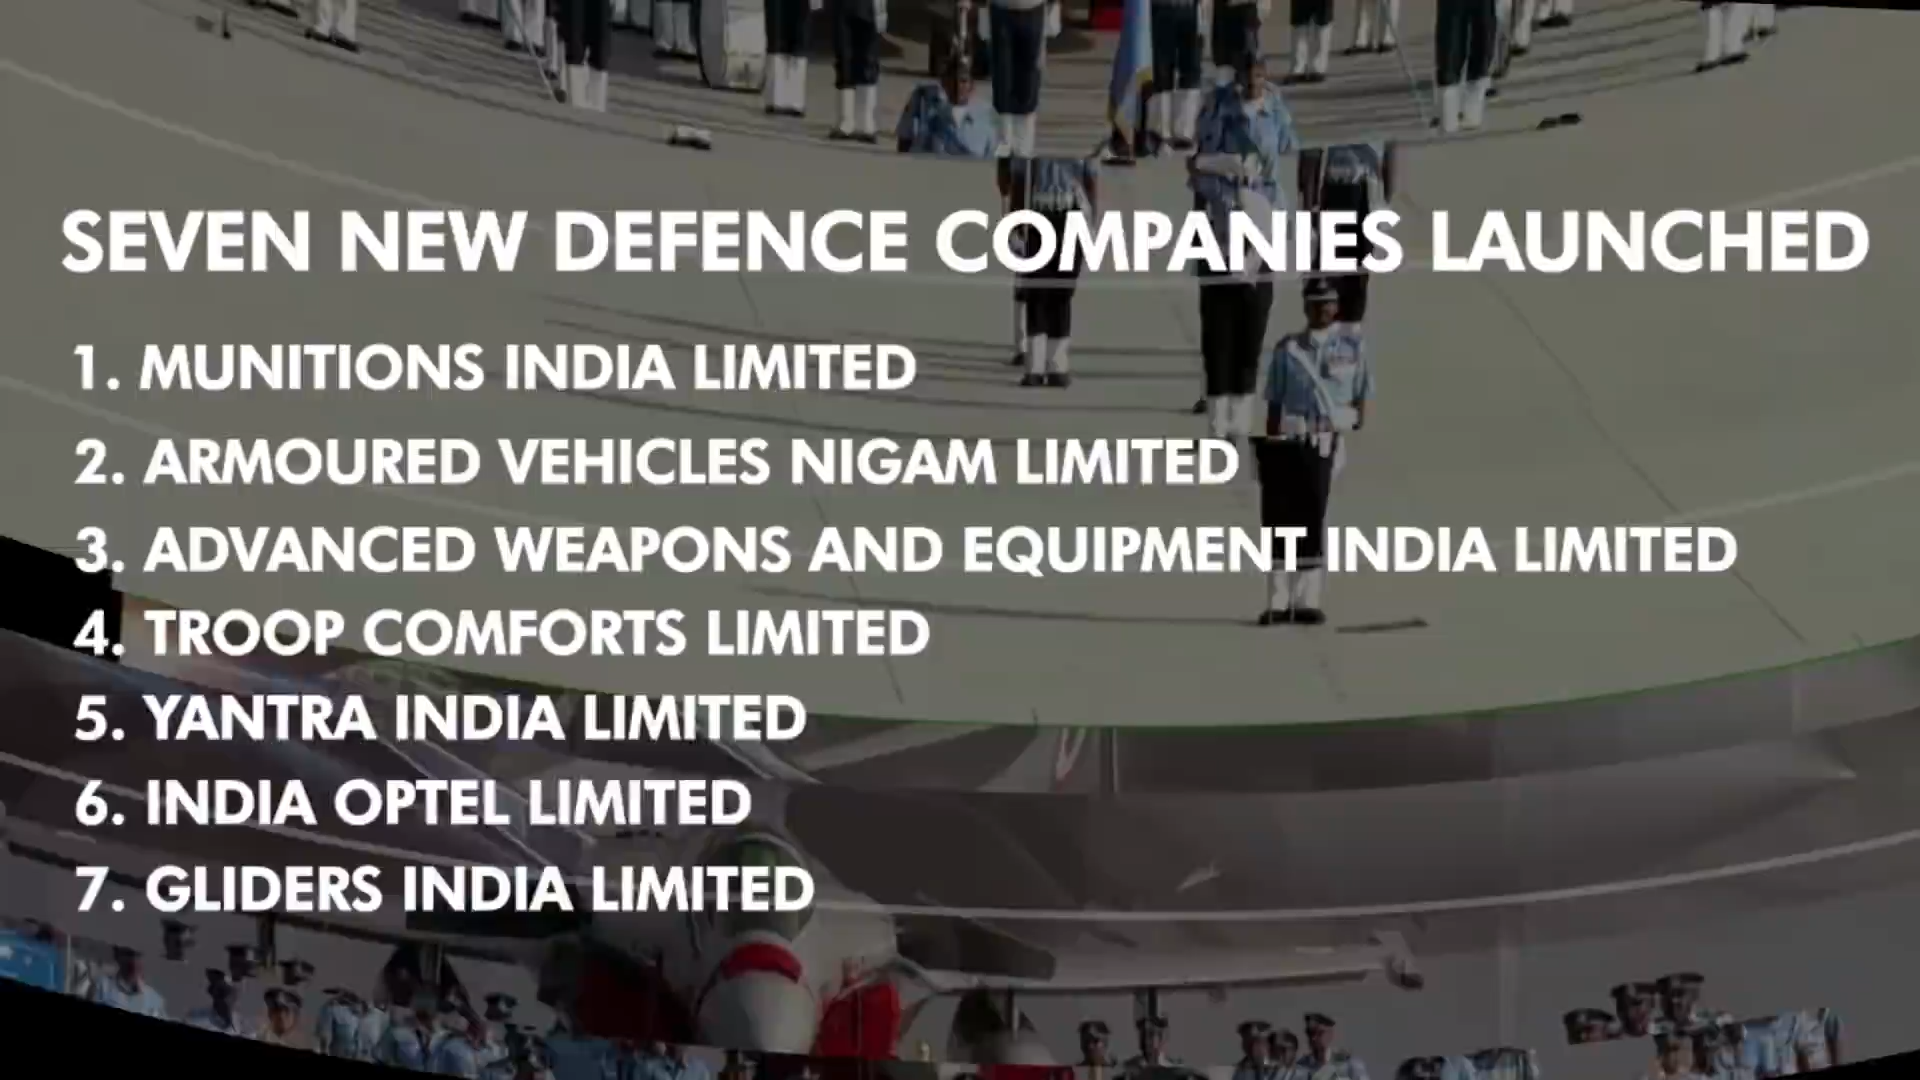 SEVEN NEW DEFENCE COMPANIES LAUNCHED
1. MUNITIONS INDIA LIMITED
2. ARMOURED VEHICLES NIGAM LIMITED
3. ADVANCED WEAPONS AND EQUIPMENT INDIA LIMITED
4. TROOP COMFORTS LIMITED
5. YANTRA INDIA LIMITED
6. INDIA OPTEL LIMITED
7. GLIDERS INDIA LIMITED